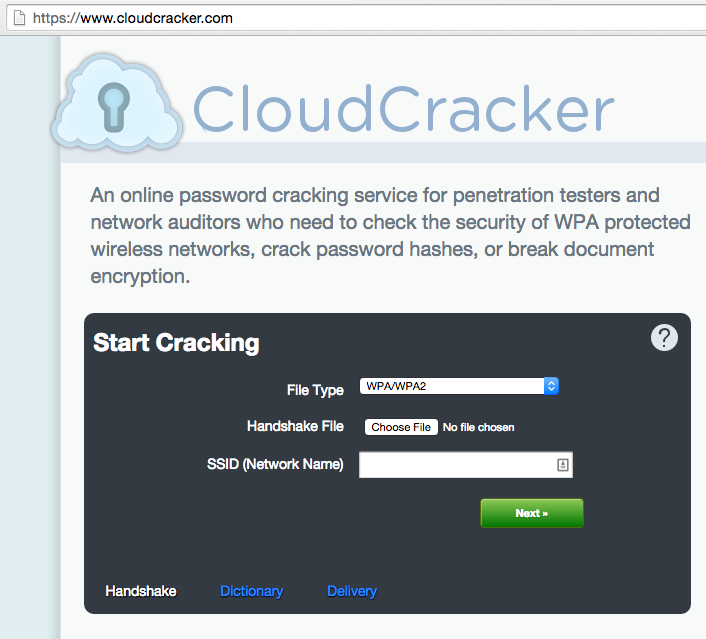 https://www.cloudcracker.com
CloudCracker
An online password cracking service for penetration testers and
network auditors who need to check the security of WPA protected
wireless networks, crack password hashes, or break document
encryption.
Start Cracking
?
File Type WPA/WPA2
Handshake File Choose File No file chosen
SSID (Network Name)
Next »
Handshake Dictionary Delivery